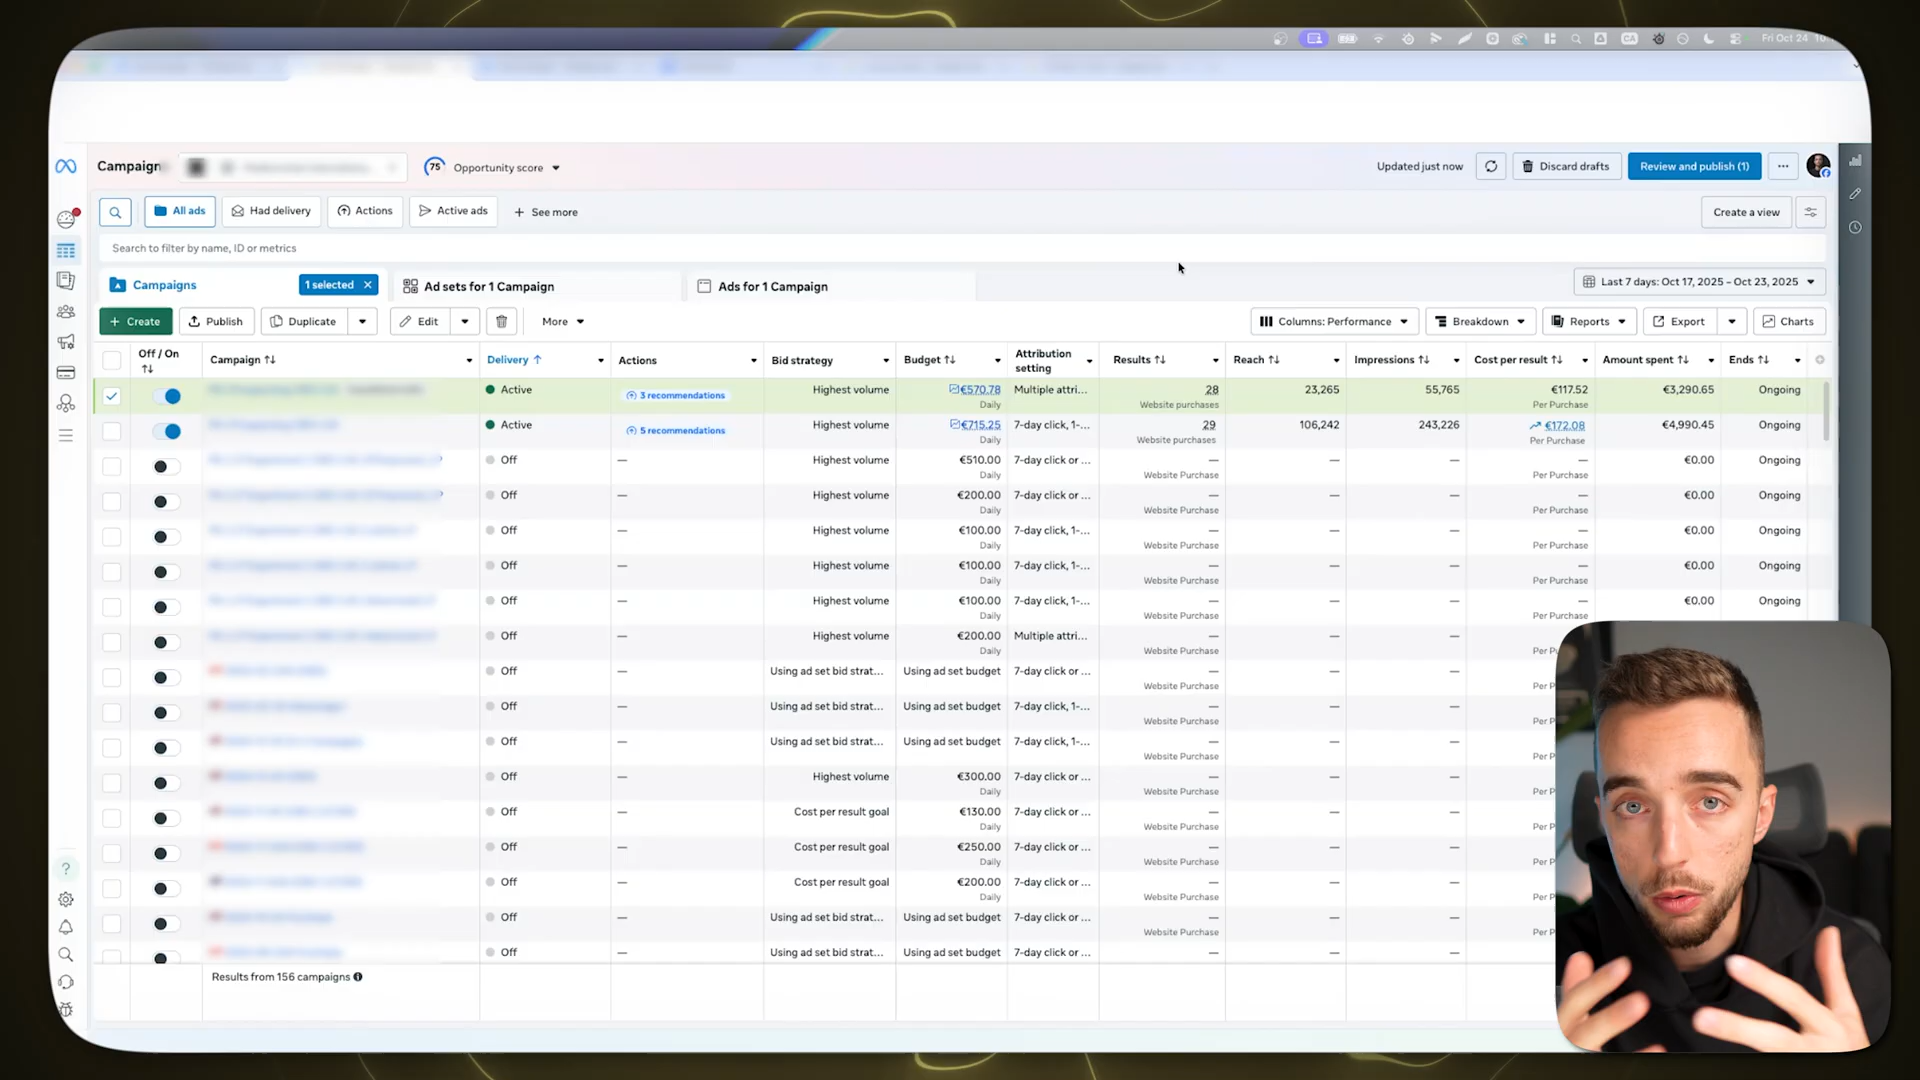 Fri Oct 24
Campaign
75 Opportunity score
Updated just now
Discard drafts
Review and publish (1)
All ads
Had delivery
Actions
Active ads
+ See more
Create a view
Search to filter by name, ID or metrics
Campaigns
1 selected ×
Ad sets for 1 Campaign
Ads for 1 Campaign
Last 7 days: Oct 17, 2025 – Oct 23, 2025
+ Create
Publish
Duplicate
Edit
More
Columns: Performance
Breakdown
Reports
Export
Charts
Off / On Campaign Delivery Actions Bid strategy Budget Attribution setting Results Reach Impressions Cost per result Amount spent Ends
Active 3 recommendations Highest volume €570.78 Multiple attri... 28 23,265 55,765 €117.52 €3,290.65 Ongoing
Daily Website purchases Per Purchase
Active 5 recommendations Highest volume €715.25 7-day click, 1-... 29 106,242 243,226 €172.08 €4,990.45 Ongoing
Daily Website purchases Per Purchase
Off — Highest volume €510.00 7-day click or ... — — — — €0.00 Ongoing
Daily Website Purchase Per Purchase
Off — Highest volume €200.00 7-day click or ... — — — — €0.00 Ongoing
Daily Website Purchase Per Purchase
Off — Highest volume €100.00 7-day click, 1-... — — — — €0.00 Ongoing
Daily Website Purchase Per Purchase
Off — Highest volume €100.00 7-day click, 1-... — — — — €0.00 Ongoing
Daily Website Purchase Per Purchase
Off — Highest volume €100.00 7-day click, 1-... — — — — €0.00 Ongoing
Daily Website Purchase Per Purchase
Off — Highest volume €200.00 Multiple attri... — — —
Daily Website Purchase Per P
Off — Using ad set bid strat... Using ad set budget 7-day click or ... — — —
Website Purchase Per P
Off — Using ad set bid strat... Using ad set budget 7-day click, 1-... — — —
Website Purchase Per P
Off — Using ad set bid strat... Using ad set budget 7-day click, 1-... — — —
Website Purchase Per P
Off — Highest volume €300.00 7-day click or ... — — —
Daily Website Purchase Per P
Off — Cost per result goal €130.00 7-day click or ... — — —
Daily Website Purchase Per P
Off — Cost per result goal €250.00 7-day click or ... — — —
Daily Website Purchase Per P
Off — Cost per result goal €200.00 7-day click or ... — — —
Daily Website Purchase Per P
Off — Using ad set bid strat... Using ad set budget 7-day click or ... — — —
Website Purchase Per P
Off — Using ad set bid strat... Using ad set budget 7-day click or ... — — —
Results from 156 campaigns